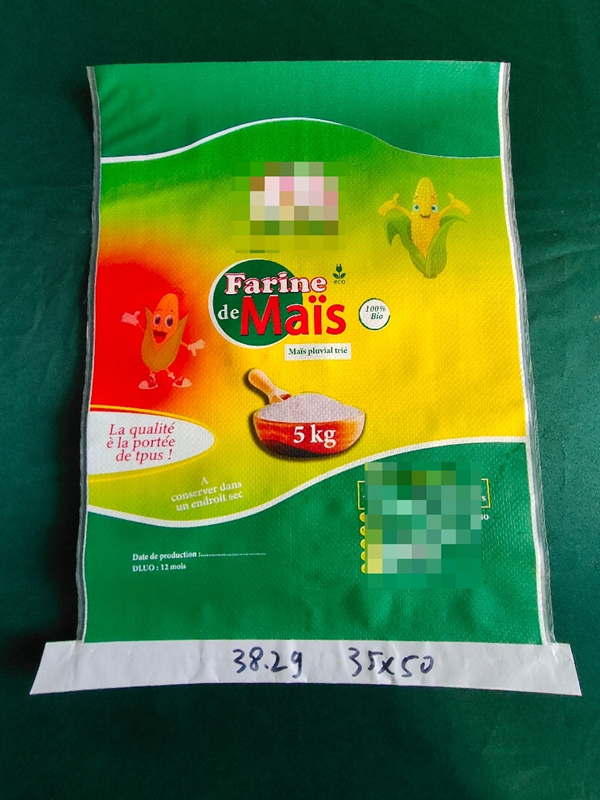 Farine
eco
de Maïs
100%
Bio
Maïs pluvial trié
5 kg
La qualité
è la portée
de tpus !
A
conserver dans
un endroit sec
Date de production :
DLUO : 12 mois
38.2g 35x50